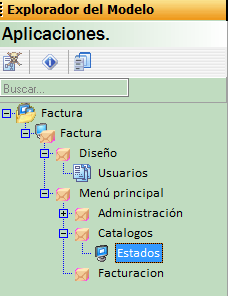 Explorador del Modelo
Aplicaciones.
Buscar...
Factura
Factura
Diseño
Usuarios
Menú principal
Administración
Catalogos
Estados
Facturacion